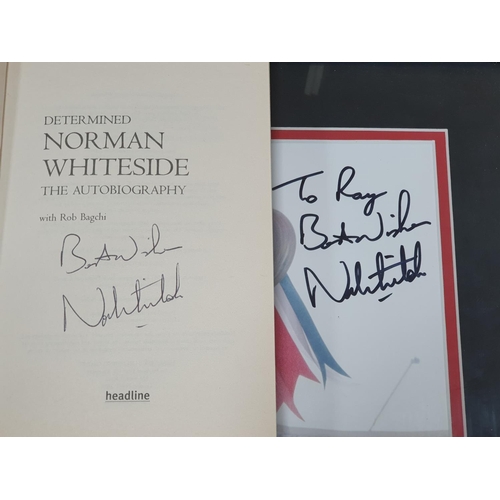 DETERMINED
NORMAN
WHITESIDE
THE AUTOBIOGRAPHY
with Rob Bagchi
Best Wishes
headline
To Ray
Best Wishes